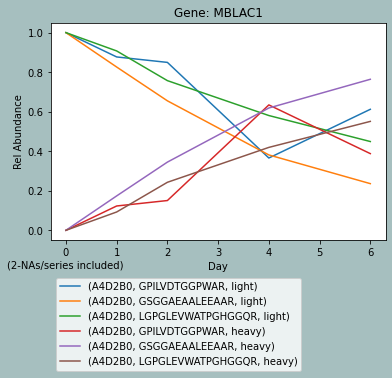 Gene: MBLAC1
Rel Abundance
1.0
0.8
0.6
0.4
0.2
0.0
0 1 2 3 4 5 6
(2-NAs/series included)
Day
(A4D2B0, GPILVDTGGPWAR, light)
(A4D2B0, GSGGAEAALEEAAR, light)
(A4D2B0, LGPGLEVWATPGHGGQR, light)
(A4D2B0, GPILVDTGGPWAR, heavy)
(A4D2B0, GSGGAEAALEEAAR, heavy)
(A4D2B0, LGPGLEVWATPGHGGQR, heavy)